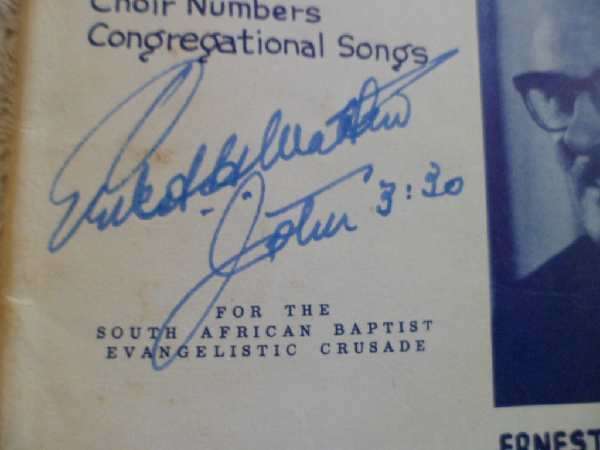 Choir Numbers
Congregational Songs
John 3:30
FOR THE
SOUTH AFRICAN BAPTIST
EVANGELISTIC CRUSADE
ERNEST